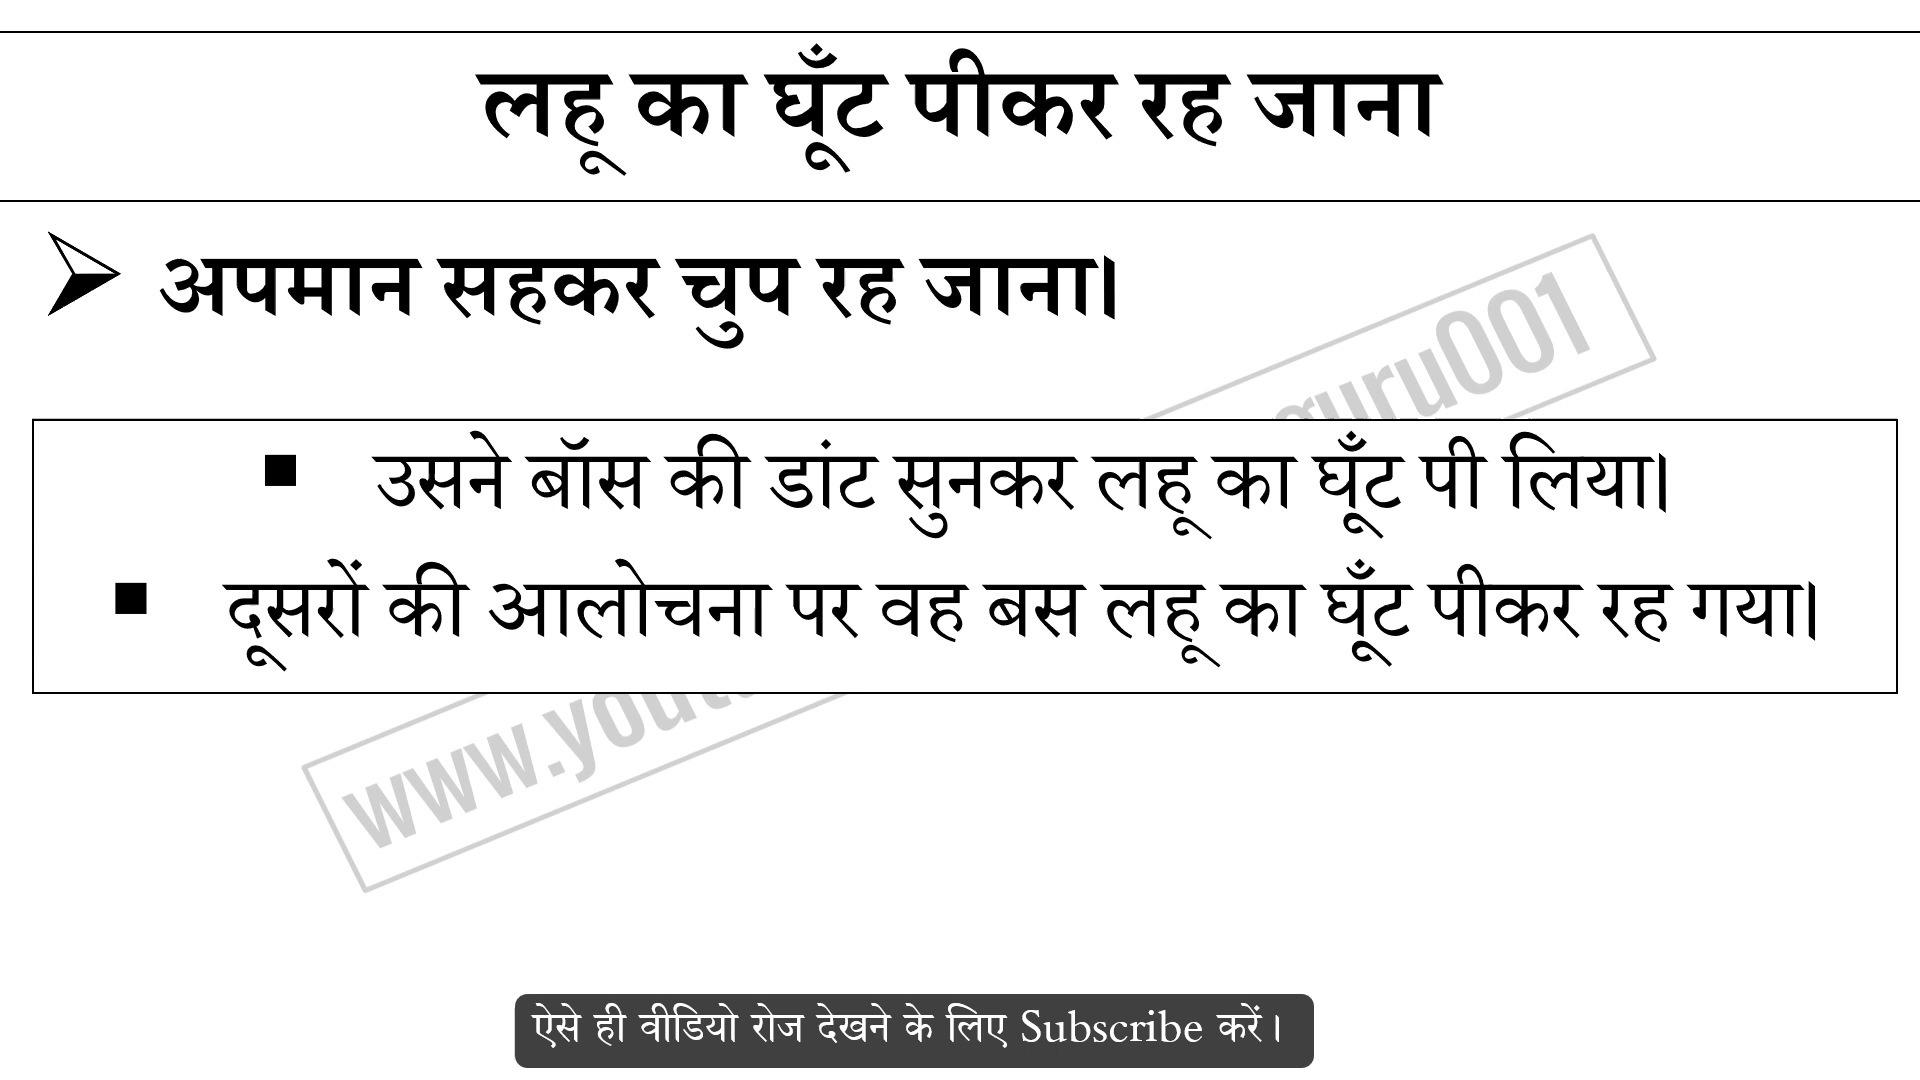 लहू का घूँट पीकर रह जाना
अपमान सहकर चुप रह जाना।
उसने बॉस की डांट सुनकर लहू का घूँट पी लिया।
दूसरों की आलोचना पर वह बस लहू का घूँट पीकर रह गया।
ऐसे ही वीडियो रोज देखने के लिए Subscribe करें।